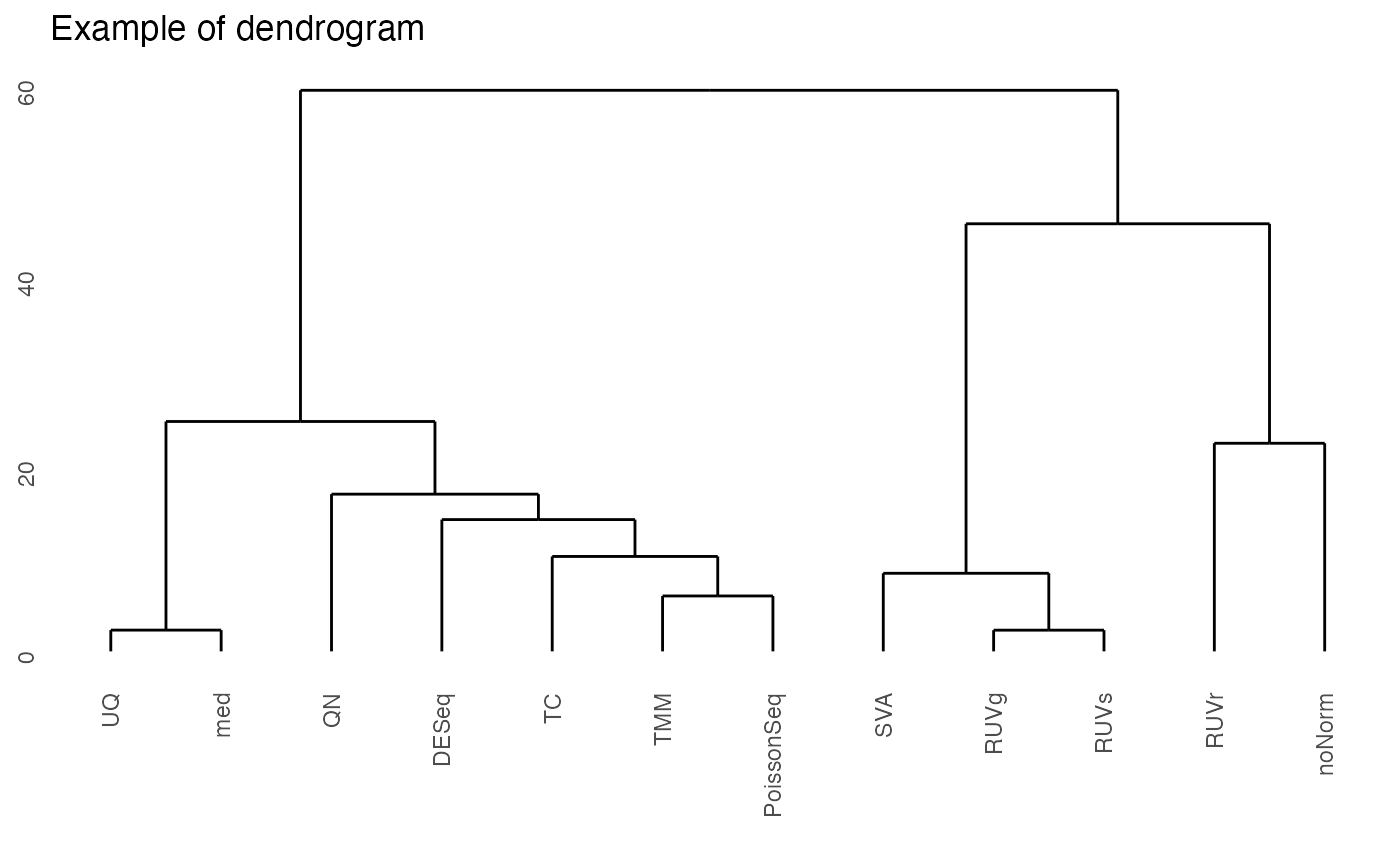 Example of dendrogram
60
40
20
0
UQ
med
QN
DESeq
TC
TMM
PoissonSeq
SVA
RUVg
RUVs
RUVr
noNorm